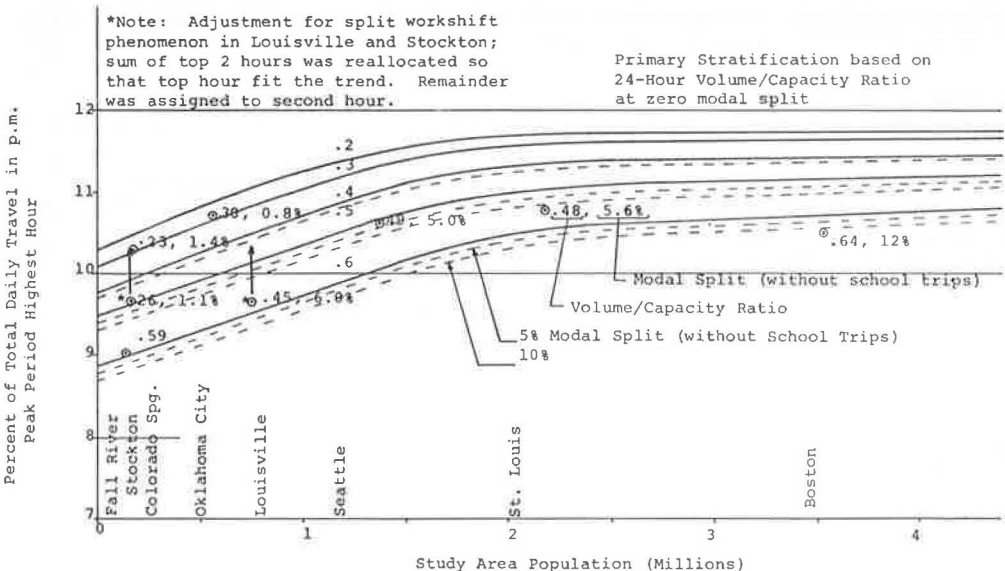 *Note: Adjustment for split workshift
phenomenon in Louisville and Stockton;
sum of top 2 hours was reallocated so
that top hour fit the trend. Remainder
was assigned to second hour.
Primary Stratification based on
24-Hour Volume/Capacity Ratio
at zero modal split
Percent of Total Daily Travel in p.m.
Peak Period Highest Hour
12
11
10
9
8
7
.2
.3
.4
.5
.6
.30, 0.8%
.23, 1.4%
*.26, 1.1%
* .45, 6.0%
.59
.49, 5.0%
.48, 5.6%
.64, 12%
Modal Split (without school trips)
Volume/Capacity Ratio
5% Modal Split (without School Trips)
10%
Fall River
Stockton
Colorado Spg.
Oklahoma City
Louisville
Seattle
St. Louis
Boston
0 1 2 3 4
Study Area Population (Millions)